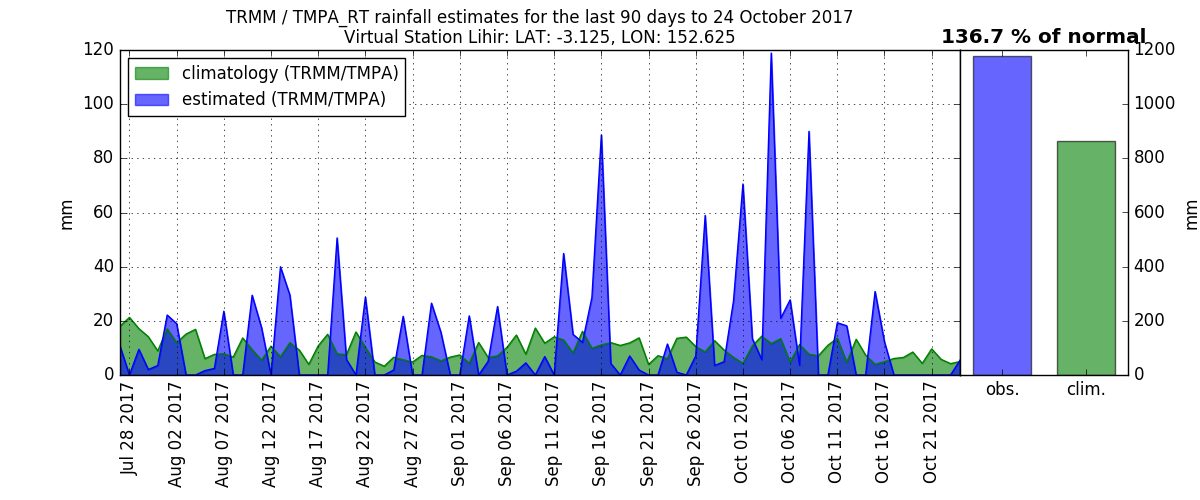 TRMM / TMPA_RT rainfall estimates for the last 90 days to 24 October 2017
Virtual Station Lihir: LAT: -3.125, LON: 152.625
136.7 % of normal
climatology (TRMM/TMPA)
estimated (TRMM/TMPA)
mm
120
100
80
60
40
20
0
Jul 28 2017
Aug 02 2017
Aug 07 2017
Aug 12 2017
Aug 17 2017
Aug 22 2017
Aug 27 2017
Sep 01 2017
Sep 06 2017
Sep 11 2017
Sep 16 2017
Sep 21 2017
Sep 26 2017
Oct 01 2017
Oct 06 2017
Oct 11 2017
Oct 16 2017
Oct 21 2017
1200
1000
800
600
400
200
0
mm
obs.
clim.